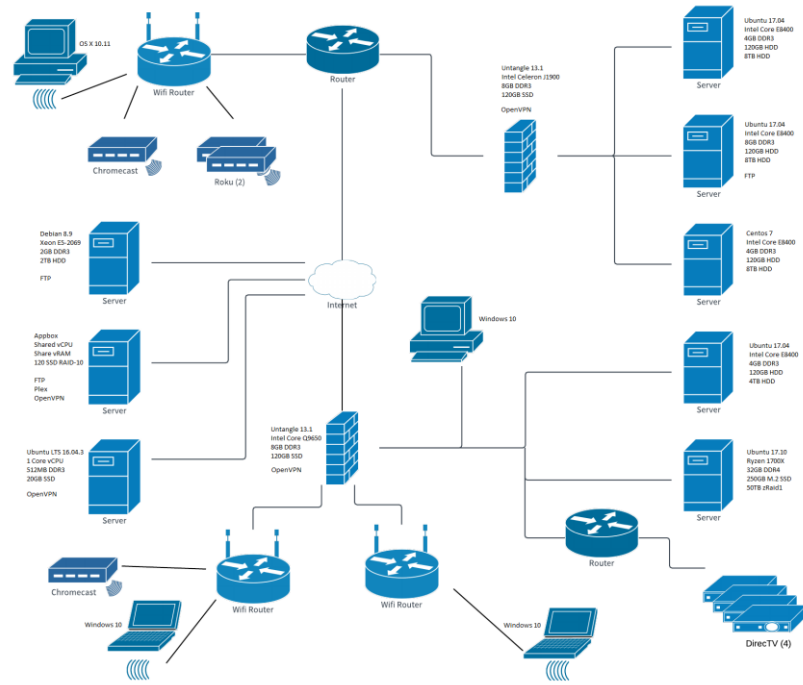 OS X 10.11
Wifi Router
Router
Chromecast
Roku (2)
Untangle 13.1
Intel Celeron J1900
8GB DDR3
120GB SSD
OpenVPN
Ubuntu 17.04
Intel Core E8400
4GB DDR3
120GB HDD
8TB HDD
Server
Ubuntu 17.04
Intel Core E8400
8GB DDR3
120GB HDD
8TB HDD
FTP
Server
Centos 7
Intel Core E8400
4GB DDR3
120GB HDD
8TB HDD
Server
Debian 8.9
Xeon E5-2069
2GB DDR3
2TB HDD
FTP
Server
Internet
Appbox
Shared vCPU
Share vRAM
120 SSD RAID-10
FTP
Plex
OpenVPN
Server
Windows 10
Ubuntu 17.04
Intel Core E8400
4GB DDR3
120GB HDD
4TB HDD
Server
Ubuntu LTS 16.04.3
1 Core vCPU
512MB DDR3
20GB SSD
OpenVPN
Server
Untangle 13.1
Intel Core Q9650
8GB DDR3
120GB SSD
OpenVPN
Ubuntu 17.10
Ryzen 1700X
32GB DDR4
250GB M.2 SSD
50TB zRaid1
Server
Router
Chromecast
Wifi Router
Wifi Router
Windows 10
Windows 10
DirecTV (4)